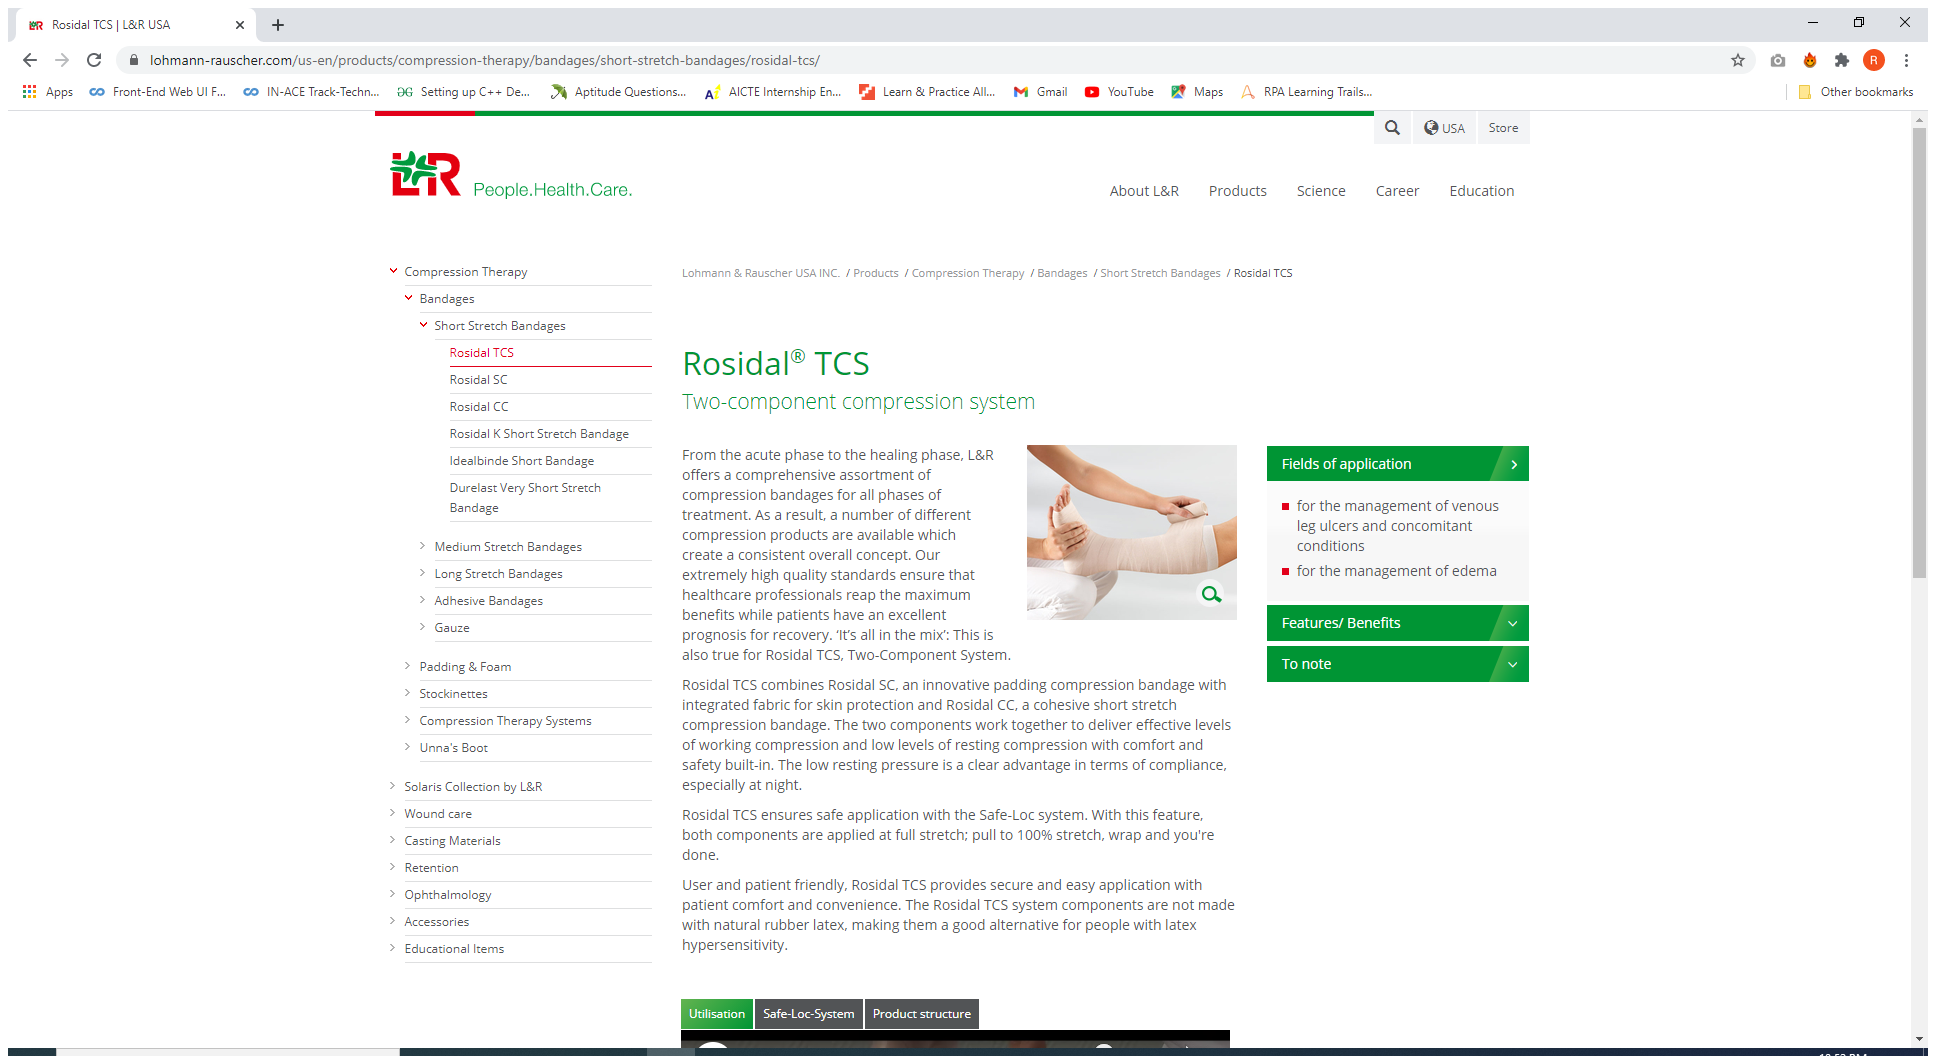 Rosidal TCS | L&R USA
lohmann-rauscher.com/us-en/products/compression-therapy/bandages/short-stretch-bandages/rosidal-tcs/
R
Apps
Front-End Web UI F...
IN-ACE Track-Techn...
Setting up C++ De...
Aptitude Questions...
AICTE Internship En...
Learn & Practice All...
Gmail
YouTube
Maps
RPA Learning Trails...
Other bookmarks
USA
Store
L&R People.Health.Care.
About L&R
Products
Science
Career
Education
Compression Therapy
Bandages
Short Stretch Bandages
Rosidal TCS
Rosidal SC
Rosidal CC
Rosidal K Short Stretch Bandage
Idealbinde Short Bandage
Durelast Very Short Stretch
Bandage
Medium Stretch Bandages
Long Stretch Bandages
Adhesive Bandages
Gauze
Padding & Foam
Stockinettes
Compression Therapy Systems
Unna's Boot
Solaris Collection by L&R
Wound care
Casting Materials
Retention
Ophthalmology
Accessories
Educational Items
Lohmann & Rauscher USA INC. / Products / Compression Therapy / Bandages / Short Stretch Bandages / Rosidal TCS
Rosidal® TCS
Two-component compression system
From the acute phase to the healing phase, L&R
offers a comprehensive assortment of
compression bandages for all phases of
treatment. As a result, a number of different
compression products are available which
create a consistent overall concept. Our
extremely high quality standards ensure that
healthcare professionals reap the maximum
benefits while patients have an excellent
prognosis for recovery. ‘It’s all in the mix’: This is
also true for Rosidal TCS, Two-Component System.
Rosidal TCS combines Rosidal SC, an innovative padding compression bandage with
integrated fabric for skin protection and Rosidal CC, a cohesive short stretch
compression bandage. The two components work together to deliver effective levels
of working compression and low levels of resting compression with comfort and
safety built-in. The low resting pressure is a clear advantage in terms of compliance,
especially at night.
Rosidal TCS ensures safe application with the Safe-Loc system. With this feature,
both components are applied at full stretch; pull to 100% stretch, wrap and you're
done.
User and patient friendly, Rosidal TCS provides secure and easy application with
patient comfort and convenience. The Rosidal TCS system components are not made
with natural rubber latex, making them a good alternative for people with latex
hypersensitivity.
Utilisation
Safe-Loc-System
Product structure
Fields of application
for the management of venous
leg ulcers and concomitant
conditions
for the management of edema
Features/ Benefits
To note